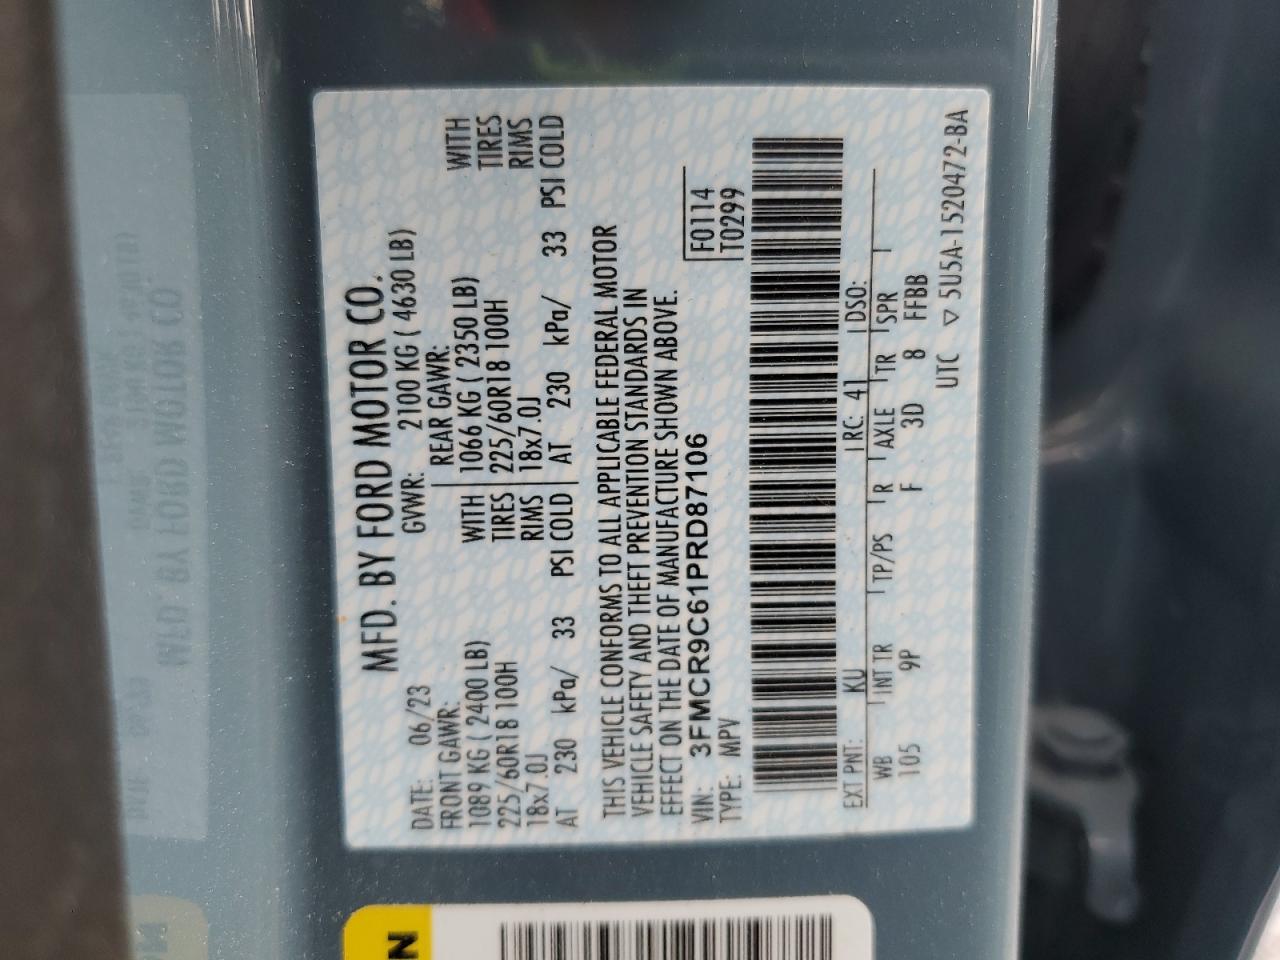 MFD. BY FORD MOTOR CO.
DATE: 06/23 GVWR: 2100 KG ( 4630 LB)
FRONT GAWR: REAR GAWR:
1089 KG ( 2400 LB) WITH 1066 KG ( 2350 LB) WITH
225/60R18 100H TIRES 225/60R18 100H TIRES
18x7.0J RIMS 18x7.0J RIMS
AT 230 kPa/ 33 PSI COLD AT 230 kPa/ 33 PSI COLD
THIS VEHICLE CONFORMS TO ALL APPLICABLE FEDERAL MOTOR
VEHICLE SAFETY AND THEFT PREVENTION STANDARDS IN
EFFECT ON THE DATE OF MANUFACTURE SHOWN ABOVE.
VIN: 3FMCR9C61PRD87106 F0114
TYPE: MPV T0299
EXT PNT: KU RC: 41 DSO:
WB INT TR TP/PS R AXLE TR SPR
105 9P F 3D 8 FFBB
UTC ▽ 5U5A-1520472-BA
N